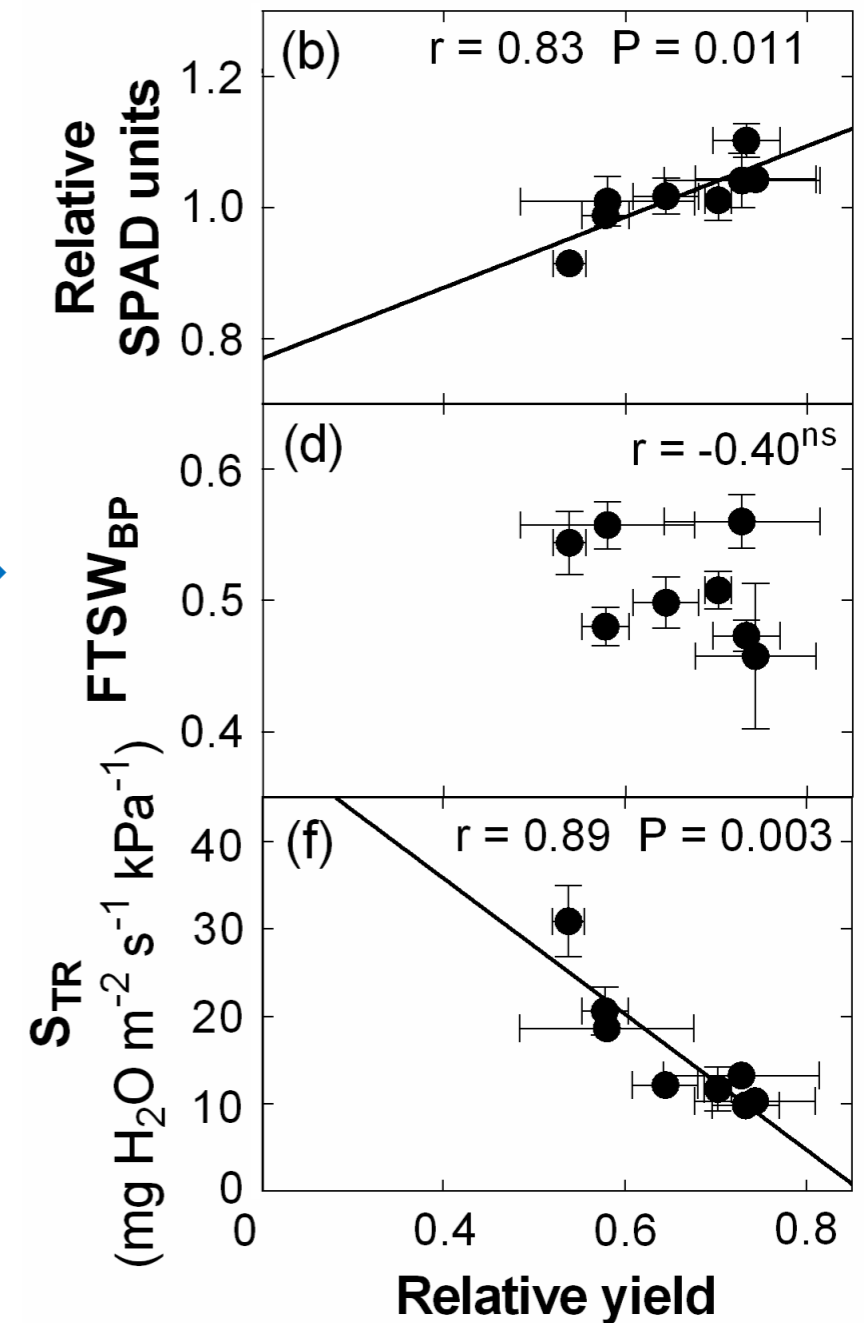 (b) r = 0.83 P = 0.011
Relative
SPAD units
1.2
1.0
0.8
(d) r = -0.40ns
FTSWBP
0.6
0.5
0.4
(f) r = 0.89 P = 0.003
STR
(mg H2O m-2 s-1 kPa-1)
40
30
20
10
0
0 0.4 0.6 0.8
Relative yield